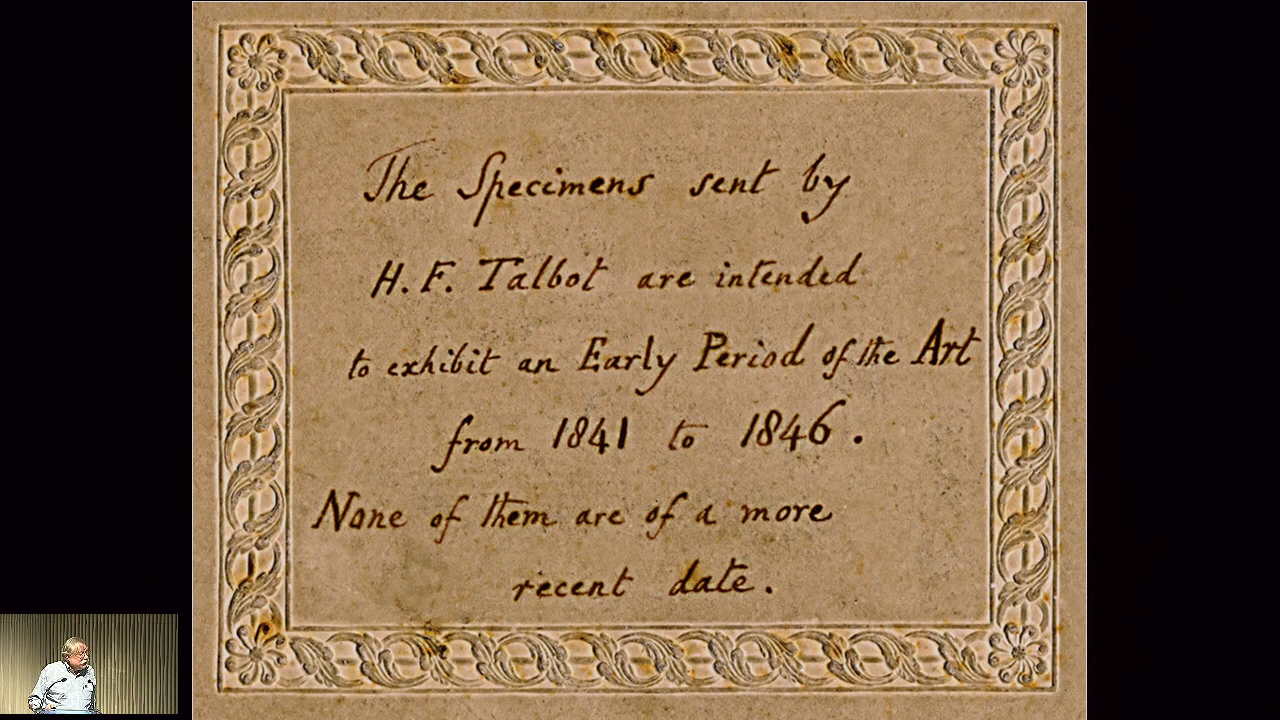 The Specimens sent by
H. F. Talbot are intended
to exhibit an Early Period of the Art
from 1841 to 1846.
None of them are of a more
recent date.